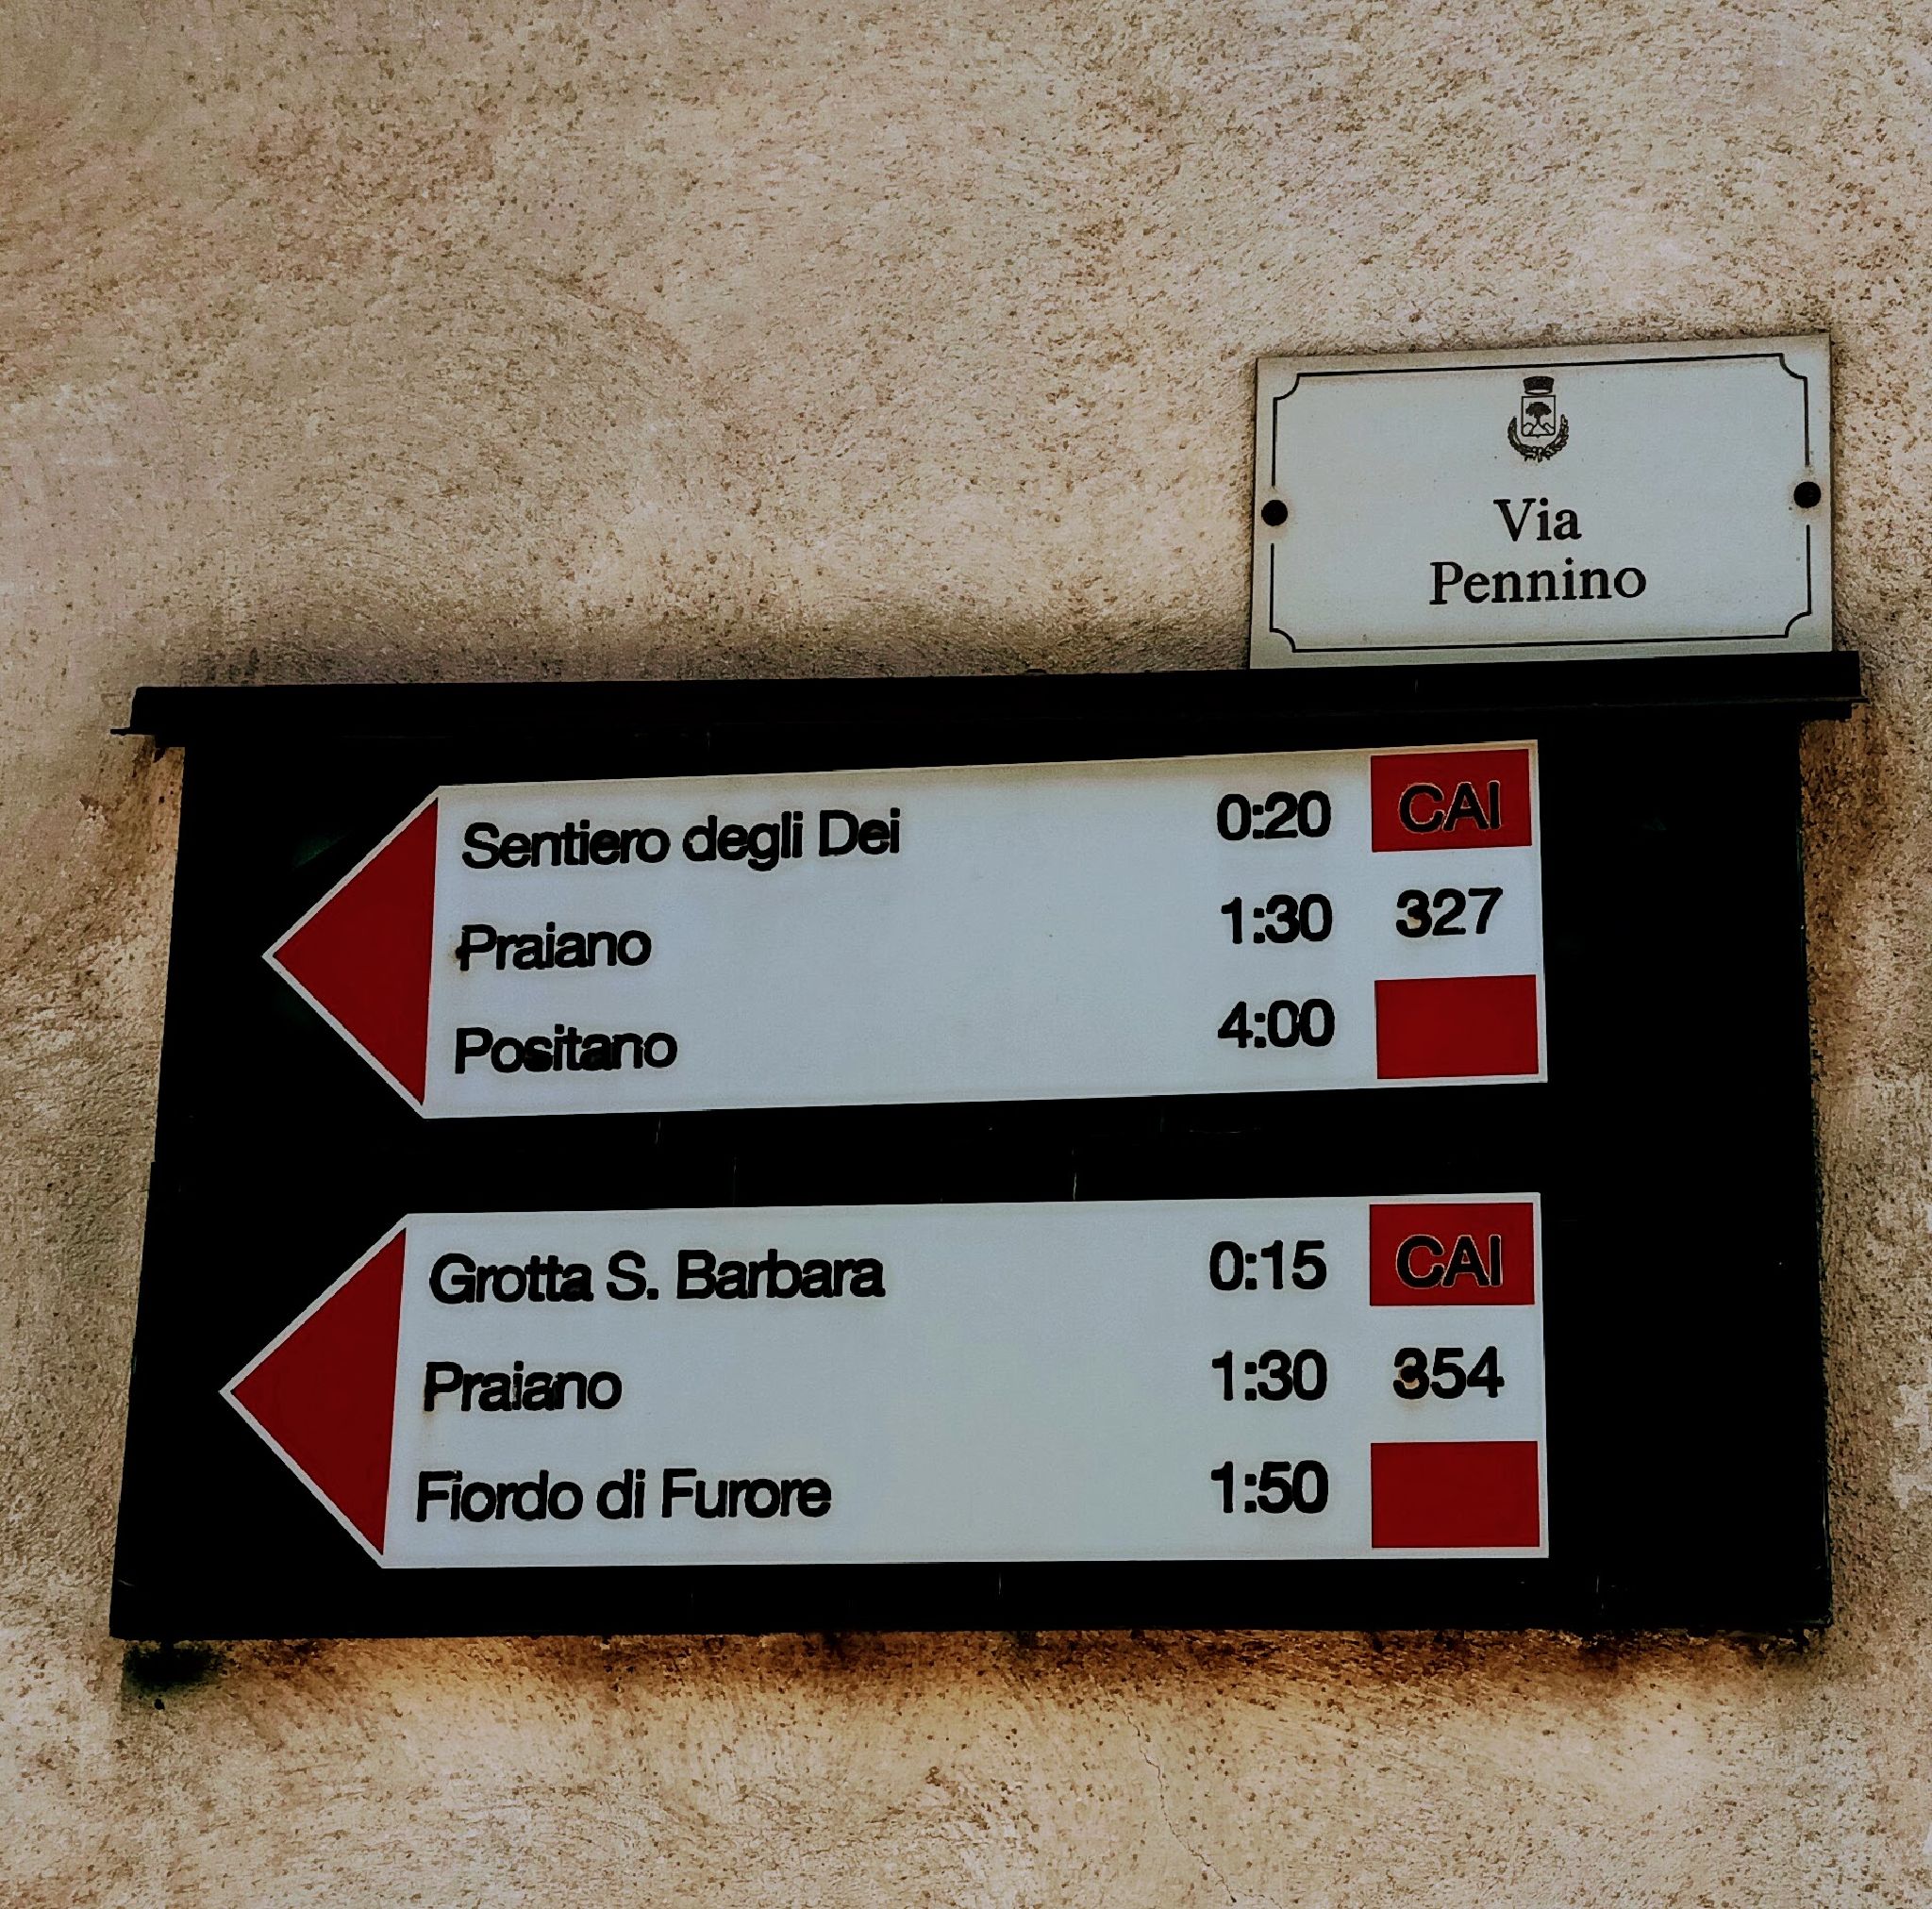 Via
Pennino
Sentiero degli Dei 0:20 CAI
Praiano 1:30 327
Positano 4:00
Grotta S. Barbara 0:15 CAI
Praiano 1:30 354
Fiordo di Furore 1:50